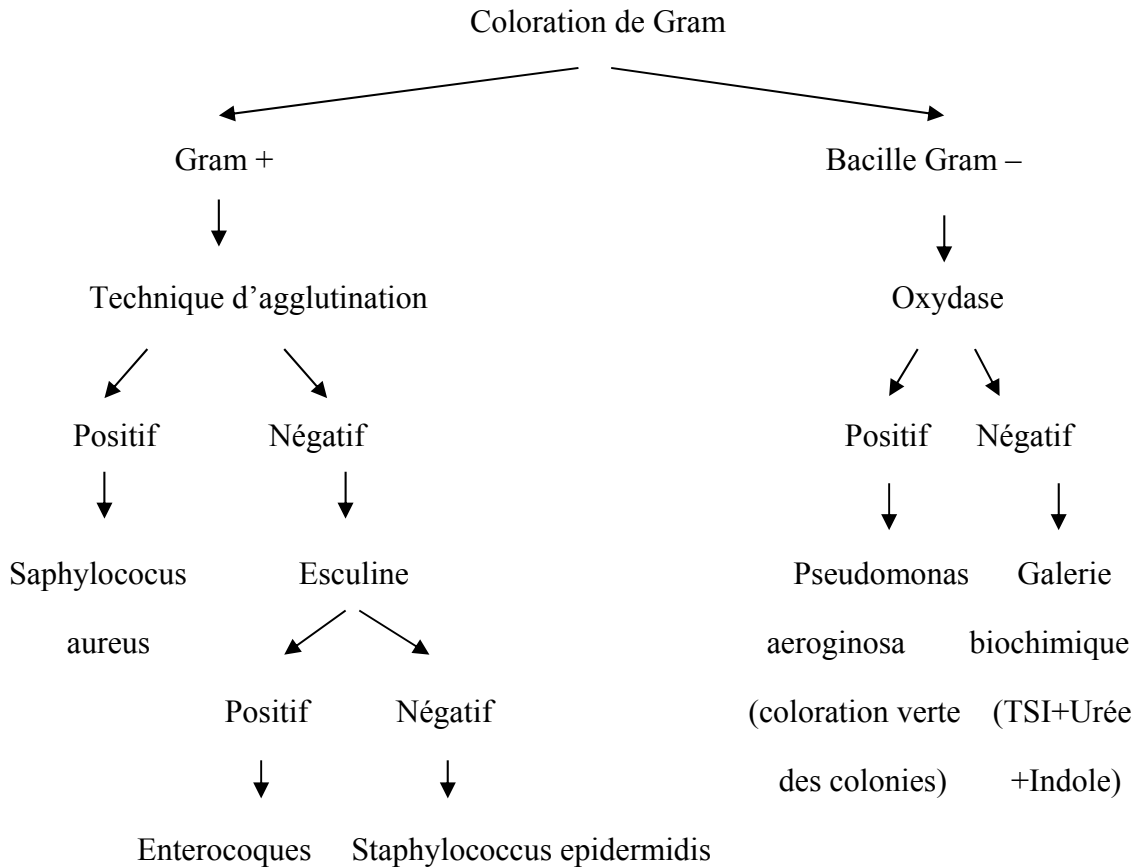 Coloration de Gram
Gram +
Bacille Gram –
Technique d’agglutination
Oxydase
Positif
Négatif
Positif
Négatif
Saphylococus
aureus
Esculine
Pseudomonas
aeroginosa
(coloration verte
des colonies)
Galerie
biochimique
(TSI+Urée
+Indole)
Positif
Négatif
Enterocoques
Staphylococcus epidermidis